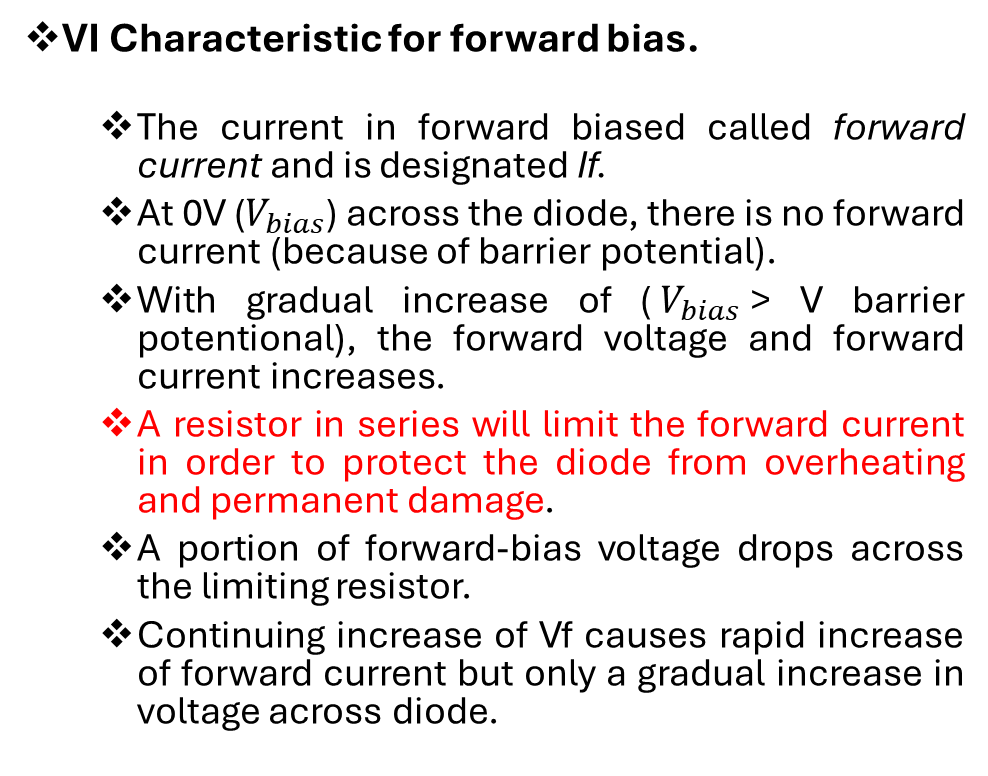 ❖VI Characteristic for forward bias.
❖The current in forward biased called forward
current and is designated If.
❖At 0V (V_bias) across the diode, there is no forward
current (because of barrier potential).
❖With gradual increase of (V_bias > V barrier
potentional), the forward voltage and forward
current increases.
❖A resistor in series will limit the forward current
in order to protect the diode from overheating
and permanent damage.
❖A portion of forward-bias voltage drops across
the limiting resistor.
❖Continuing increase of Vf causes rapid increase
of forward current but only a gradual increase in
voltage across diode.